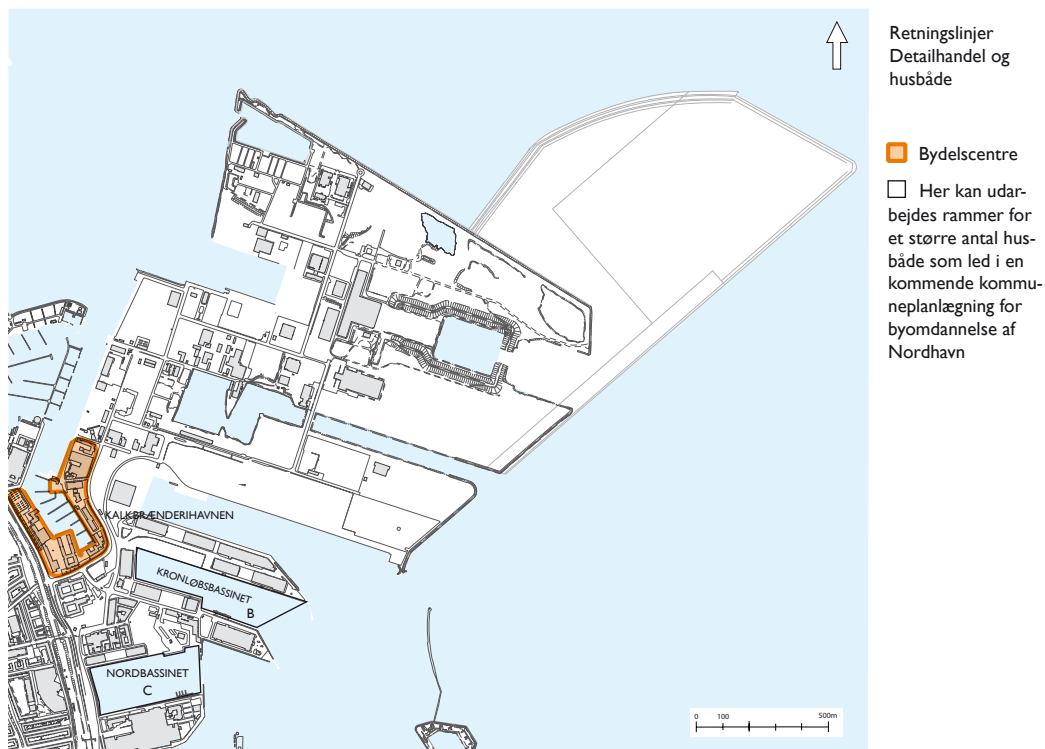 Retningslinjer
Detailhandel og
husbåde
Bydelscentre
Her kan udar-
bejdes rammer for
et større antal hus-
både som led i en
kommende kommu-
neplanlægning for
byomdannelse af
Nordhavn
KALKBRÆNDERIHAVNEN
KRONLØBSBASSINET
B
NORDBASSINET
C
0 100 500m